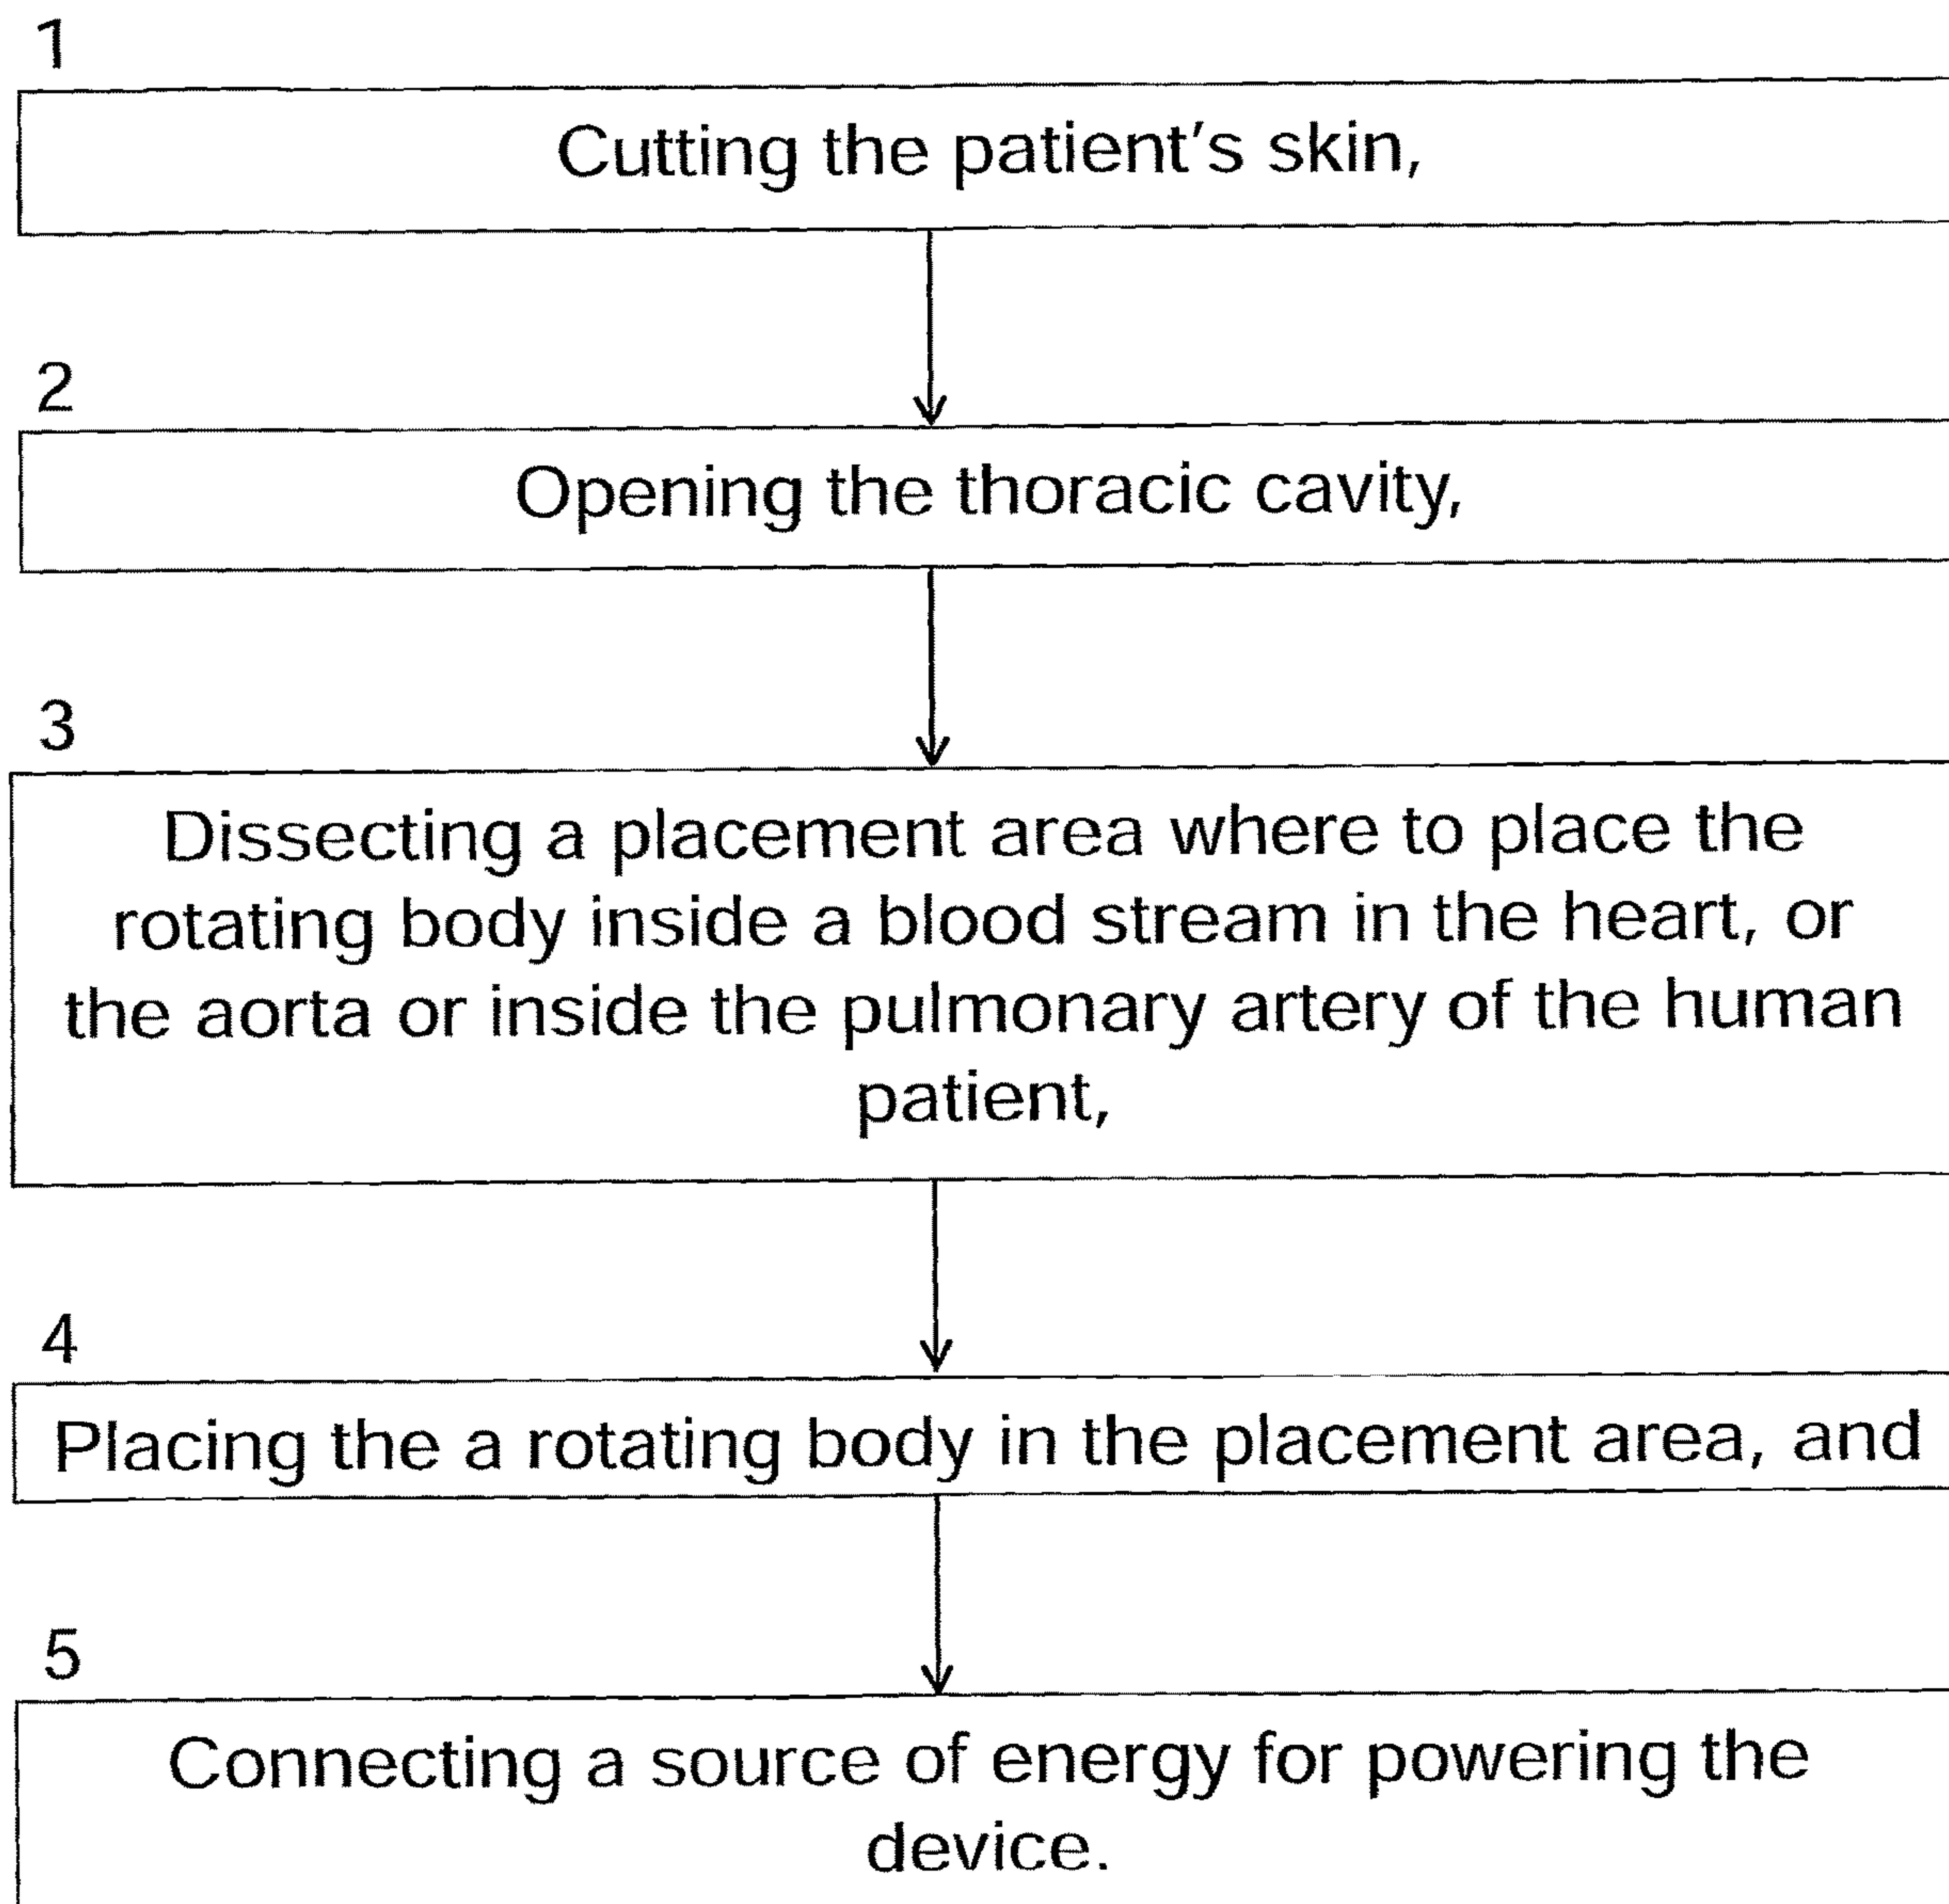 1
Cutting the patient’s skin,
2
Opening the thoracic cavity,
3
Dissecting a placement area where to place the
rotating body inside a blood stream in the heart, or
the aorta or inside the pulmonary artery of the human
patient,
4
Placing the a rotating body in the placement area, and
5
Connecting a source of energy for powering the
device.